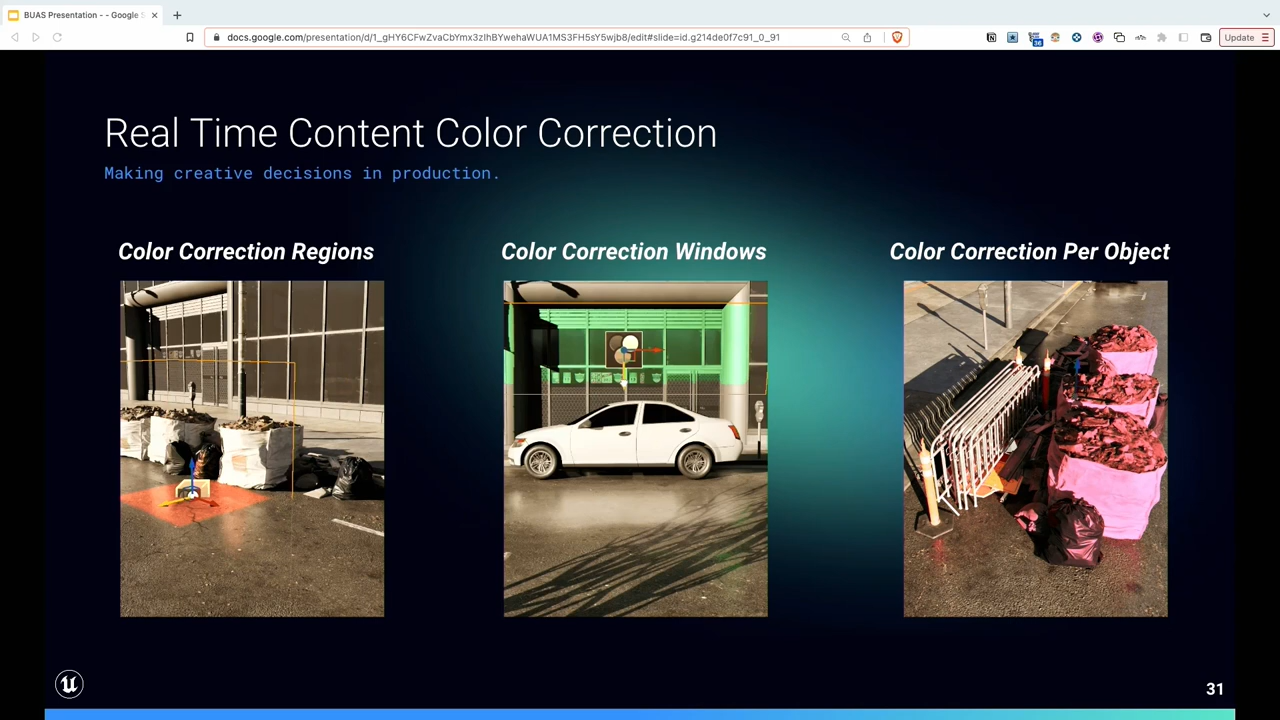 BUAS Presentation - - Google S
docs.google.com/presentation/d/1_gHY6CFwZvaCbYmx3zIhBYwehaWUA1MS3FH5sY5wjb8/edit#slide=id.g214de0f7c91_0_91
Update
Real Time Content Color Correction
Making creative decisions in production.
Color Correction Regions
Color Correction Windows
Color Correction Per Object
31